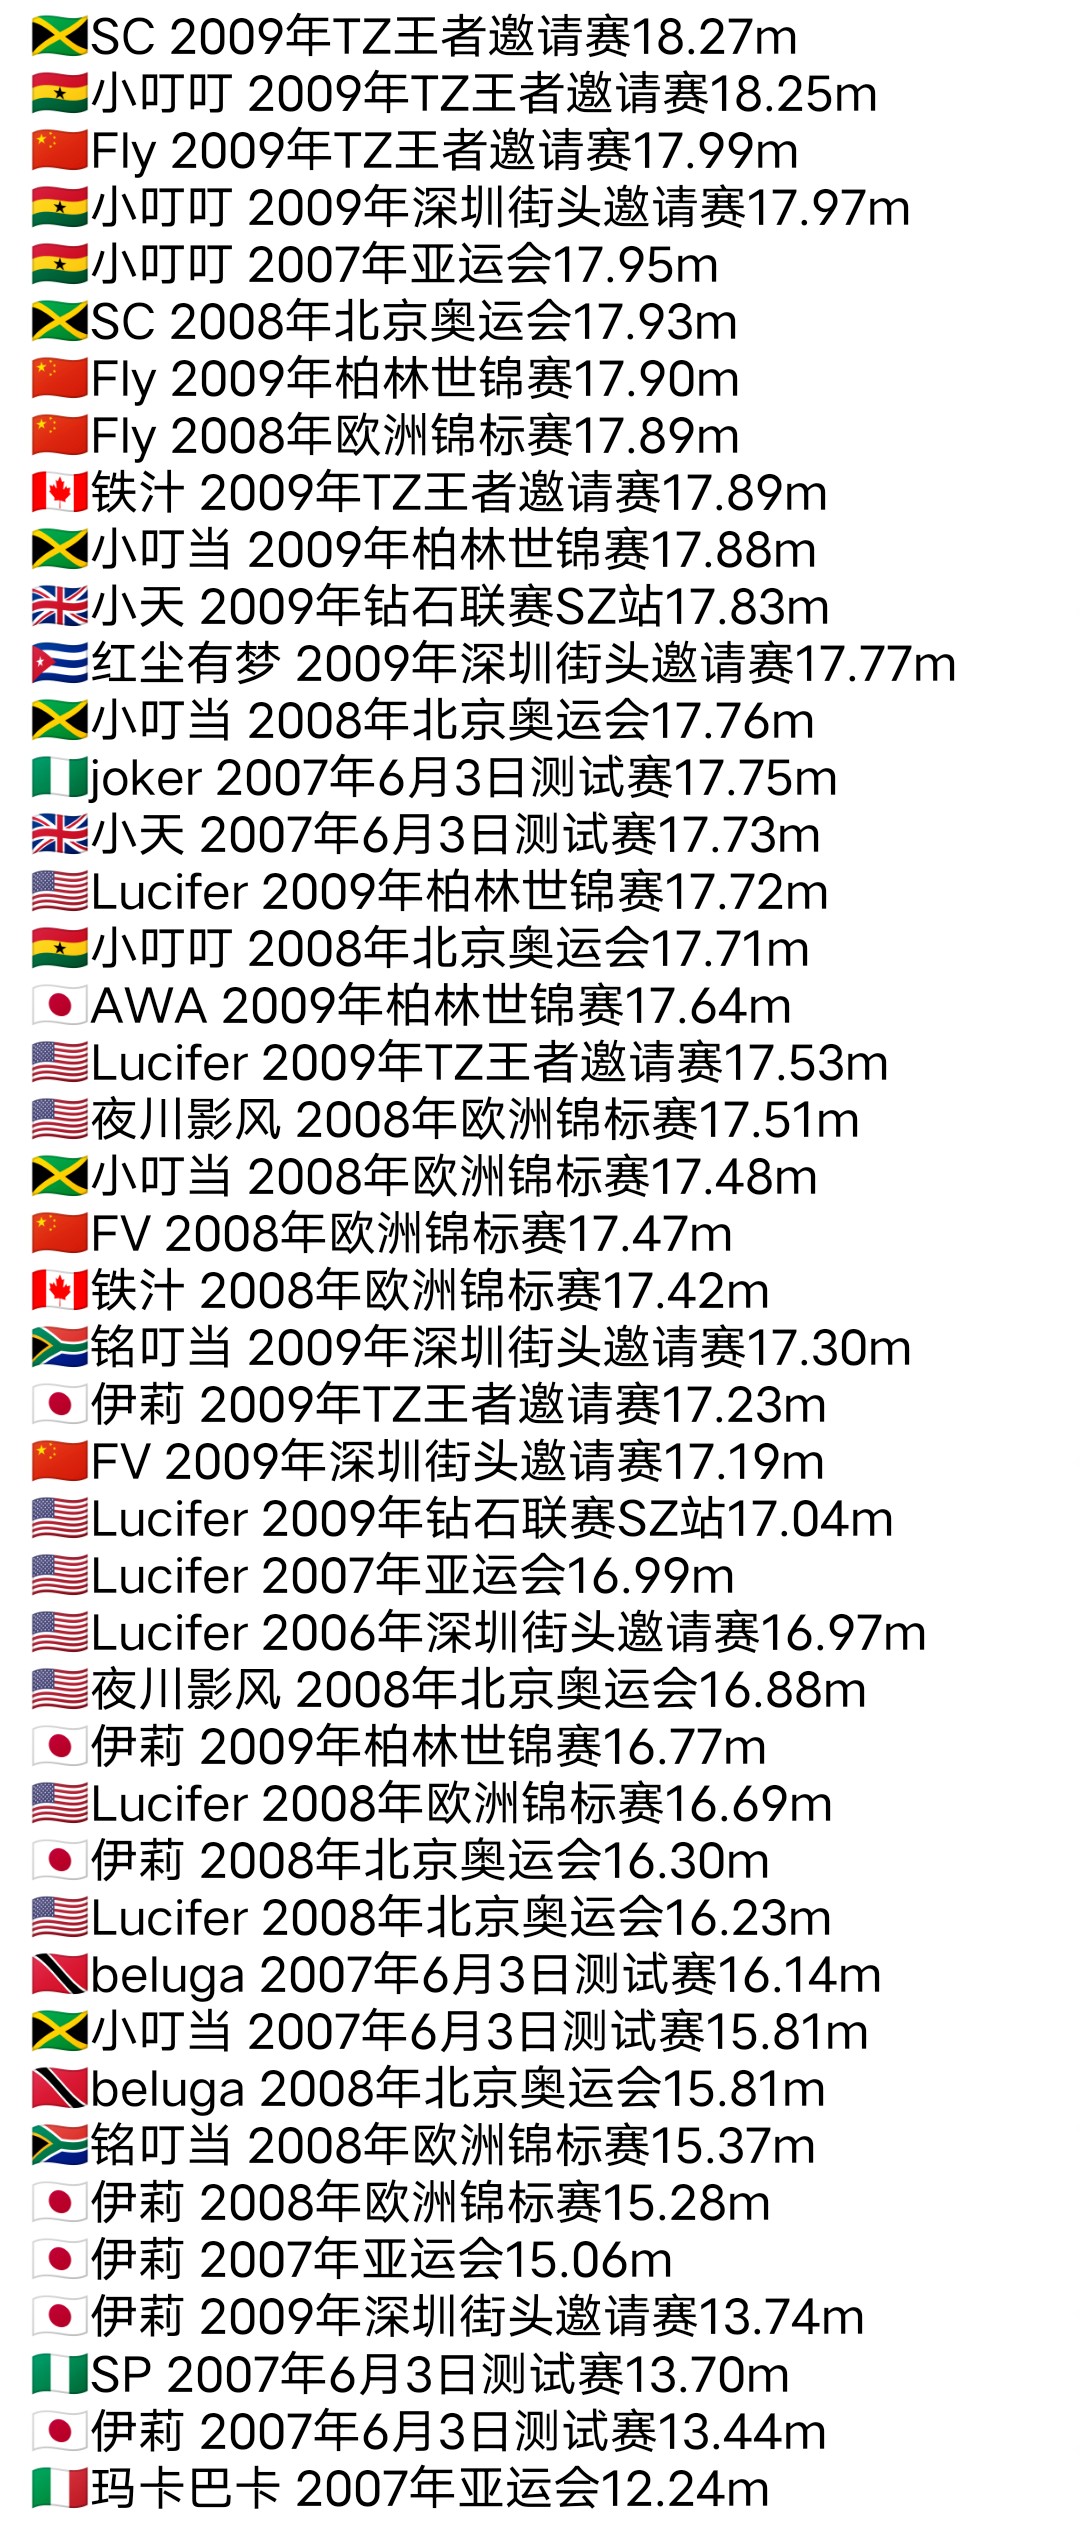 🇯🇲SC 2009年TZ王者邀请赛18.27m
🇬🇭小叮叮 2009年TZ王者邀请赛18.25m
🇨🇳Fly 2009年TZ王者邀请赛17.99m
🇬🇭小叮叮 2009年深圳街头邀请赛17.97m
🇬🇭小叮叮 2007年亚运会17.95m
🇯🇲SC 2008年北京奥运会17.93m
🇨🇳Fly 2009年柏林世锦赛17.90m
🇨🇳Fly 2008年欧洲锦标赛17.89m
🇨🇦铁汁 2009年TZ王者邀请赛17.89m
🇯🇲小叮当 2009年柏林世锦赛17.88m
🇬🇧小天 2009年钻石联赛SZ站17.83m
🇨🇺红尘有梦 2009年深圳街头邀请赛17.77m
🇯🇲小叮当 2008年北京奥运会17.76m
🇳🇬joker 2007年6月3日测试赛17.75m
🇬🇧小天 2007年6月3日测试赛17.73m
🇺🇸Lucifer 2009年柏林世锦赛17.72m
🇬🇭小叮叮 2008年北京奥运会17.71m
🇯🇵AWA 2009年柏林世锦赛17.64m
🇺🇸Lucifer 2009年TZ王者邀请赛17.53m
🇺🇸夜川影风 2008年欧洲锦标赛17.51m
🇯🇲小叮当 2008年欧洲锦标赛17.48m
🇨🇳FV 2008年欧洲锦标赛17.47m
🇨🇦铁汁 2008年欧洲锦标赛17.42m
🇿🇦铭叮当 2009年深圳街头邀请赛17.30m
🇯🇵伊莉 2009年TZ王者邀请赛17.23m
🇨🇳FV 2009年深圳街头邀请赛17.19m
🇺🇸Lucifer 2009年钻石联赛SZ站17.04m
🇺🇸Lucifer 2007年亚运会16.99m
🇺🇸Lucifer 2006年深圳街头邀请赛16.97m
🇺🇸夜川影风 2008年北京奥运会16.88m
🇯🇵伊莉 2009年柏林世锦赛16.77m
🇺🇸Lucifer 2008年欧洲锦标赛16.69m
🇯🇵伊莉 2008年北京奥运会16.30m
🇺🇸Lucifer 2008年北京奥运会16.23m
🇹🇹beluga 2007年6月3日测试赛16.14m
🇯🇲小叮当 2007年6月3日测试赛15.81m
🇹🇹beluga 2008年北京奥运会15.81m
🇿🇦铭叮当 2008年欧洲锦标赛15.37m
🇯🇵伊莉 2008年欧洲锦标赛15.28m
🇯🇵伊莉 2007年亚运会15.06m
🇯🇵伊莉 2009年深圳街头邀请赛13.74m
🇳🇬SP 2007年6月3日测试赛13.70m
🇯🇵伊莉 2007年6月3日测试赛13.44m
🇮🇹玛卡巴卡 2007年亚运会12.24m